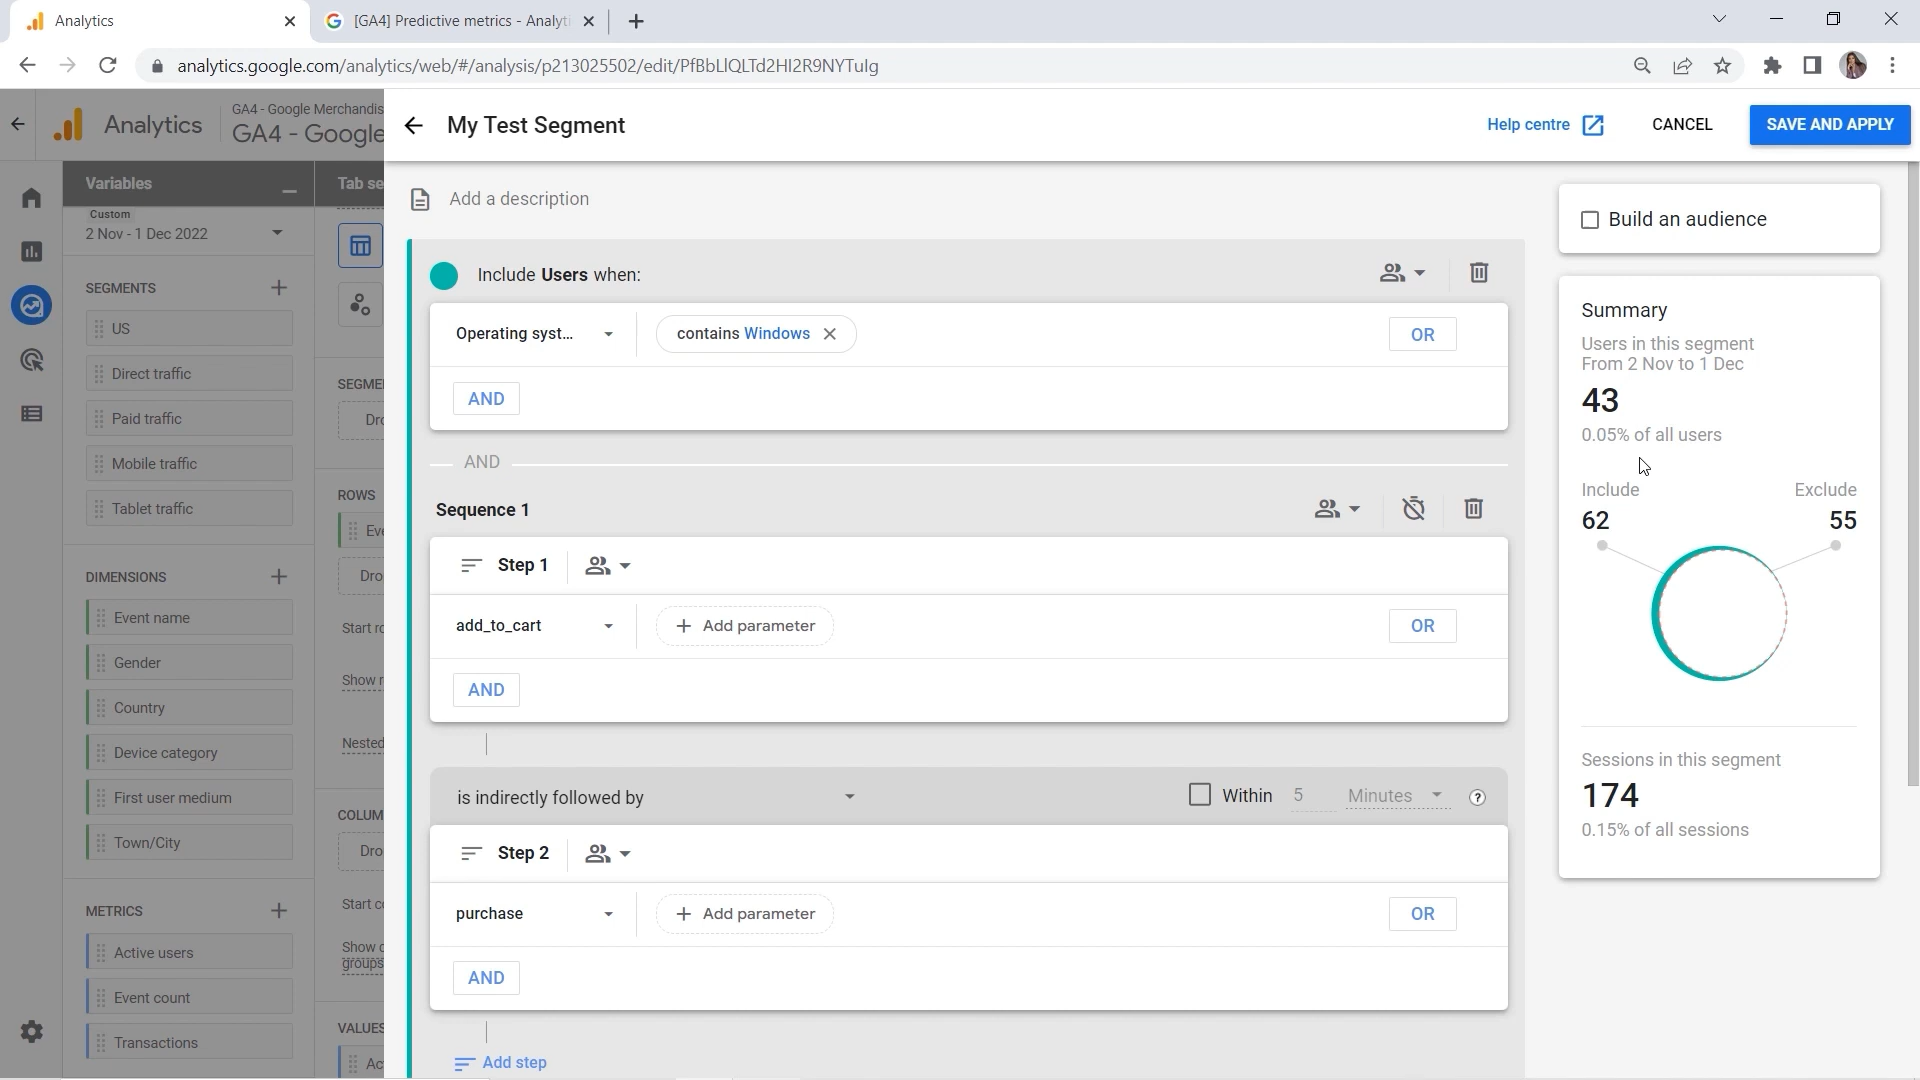 Analytics
[GA4] Predictive metrics - Analyti
analytics.google.com/analytics/web/#/analysis/p213025502/edit/PfBbLlQLTd2HI2R9NYTulg
Analytics
GA4 - Google Merchandis
GA4 - Google
My Test Segment
Help centre
CANCEL
SAVE AND APPLY
Variables
Custom
2 Nov - 1 Dec 2022
SEGMENTS
US
Direct traffic
Paid traffic
Mobile traffic
Tablet traffic
DIMENSIONS
Event name
Gender
Country
Device category
First user medium
Town/City
METRICS
Active users
Event count
Transactions
Tab se
SEGME
Dro
ROWS
Eve
Dro
Start ro
Show r
Nested
COLUM
Dro
Start co
Show c
groups
VALUES
Ac
Add a description
Include Users when:
Operating syst...
contains Windows
OR
AND
AND
Sequence 1
Step 1
add_to_cart
Add parameter
OR
AND
is indirectly followed by
Within 5 Minutes
Step 2
purchase
Add parameter
OR
AND
Add step
Build an audience
Summary
Users in this segment
From 2 Nov to 1 Dec
43
0.05% of all users
Include
Exclude
62
55
Sessions in this segment
174
0.15% of all sessions